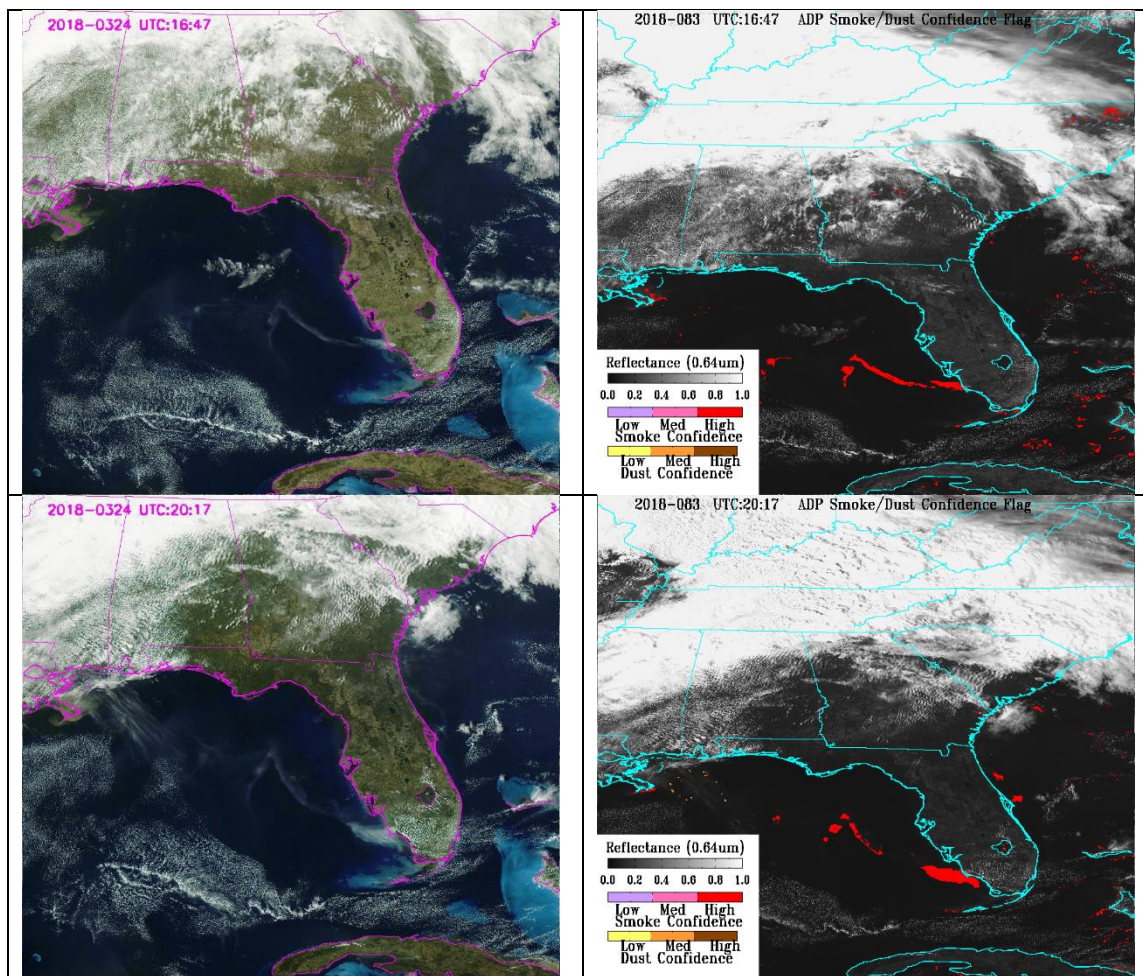 2018-0324 UTC:16:47
2018-083 UTC:16:47 ADP Smoke/Dust Confidence Flag
Reflectance (0.64um)
0.0 0.2 0.4 0.6 0.8 1.0
Low Med High
Smoke Confidence
Low Med High
Dust Confidence
2018-0324 UTC:20:17
2018-083 UTC:20:17 ADP Smoke/Dust Confidence Flag
Reflectance (0.64um)
0.0 0.2 0.4 0.6 0.8 1.0
Low Med High
Smoke Confidence
Low Med High
Dust Confidence